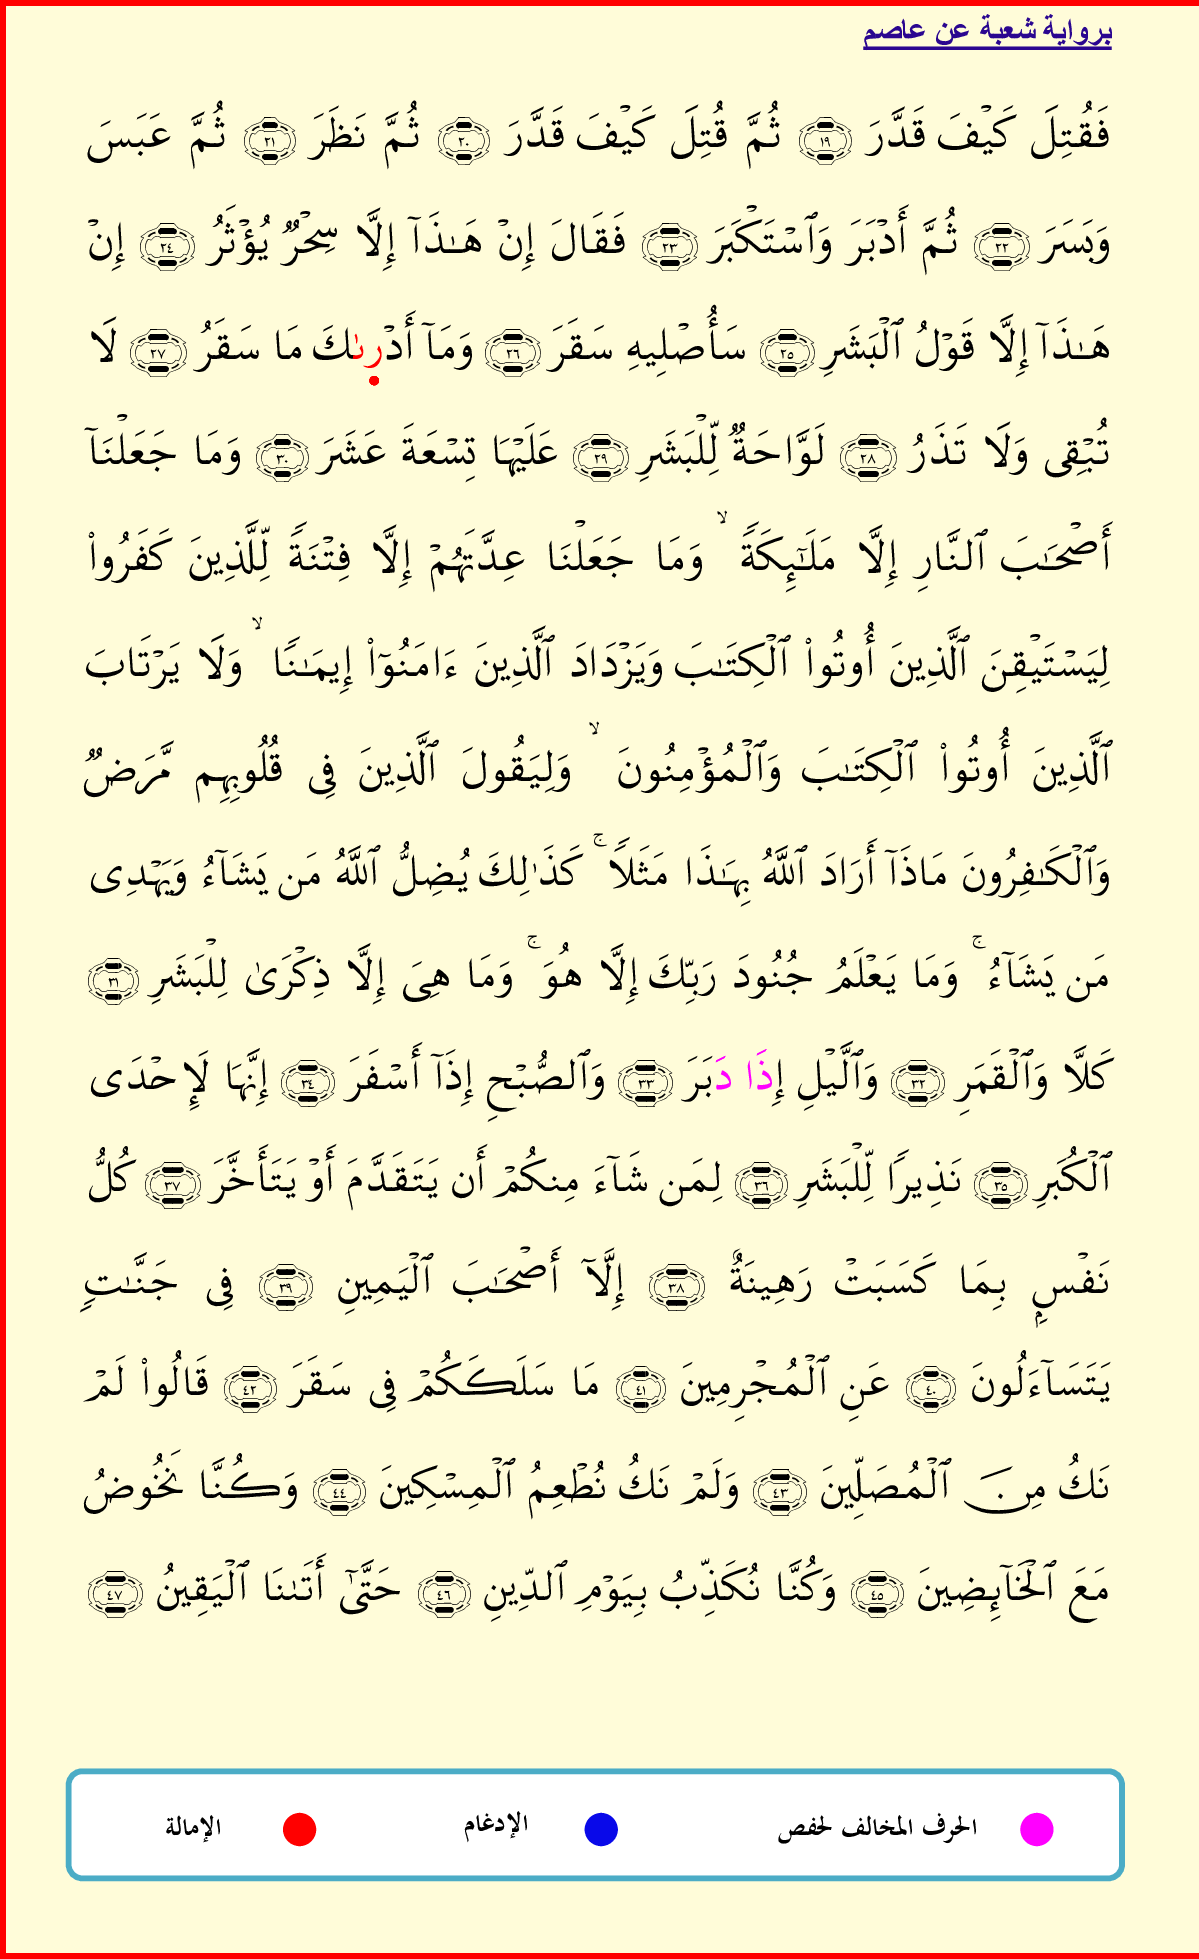 برواية شعبة عن عاصم
فَقُتِلَ كَيۡفَ قَدَّرَ ١٩ ثُمَّ قُتِلَ كَيۡفَ قَدَّرَ ٢٠ ثُمَّ نَظَرَ ٢١ ثُمَّ عَبَسَ
وَبَسَرَ ٢٢ ثُمَّ أَدۡبَرَ وَٱسۡتَكۡبَرَ ٢٣ فَقَالَ إِنۡ هَٰذَآ إِلَّا سِحۡرٞ يُؤۡثَرُ ٢٤ إِنۡ
هَٰذَآ إِلَّا قَوۡلُ ٱلۡبَشَرِ ٢٥ سَأُصۡلِيهِ سَقَرَ ٢٦ وَمَآ أَدۡرىٰكَ مَا سَقَرُ ٢٧ لَا
تُبۡقِي وَلَا تَذَرُ ٢٨ لَوَّاحَةٞ لِّلۡبَشَرِ ٢٩ عَلَيۡهَا تِسۡعَةَ عَشَرَ ٣٠ وَمَا جَعَلۡنَآ
أَصۡحَٰبَ ٱلنَّارِ إِلَّا مَلَٰٓئِكَةٗ ۙ وَمَا جَعَلۡنَا عِدَّتَهُمۡ إِلَّا فِتۡنَةٗ لِّلَّذِينَ كَفَرُواْ
لِيَسۡتَيۡقِنَ ٱلَّذِينَ أُوتُواْ ٱلۡكِتَٰبَ وَيَزۡدَادَ ٱلَّذِينَ ءَامَنُوٓاْ إِيمَٰنٗا ۙ وَلَا يَرۡتَابَ
ٱلَّذِينَ أُوتُواْ ٱلۡكِتَٰبَ وَٱلۡمُؤۡمِنُونَ ۙ وَلِيَقُولَ ٱلَّذِينَ فِي قُلُوبِهِم مَّرَضٞ
وَٱلۡكَٰفِرُونَ مَاذَآ أَرَادَ ٱللَّهُ بِهَٰذَا مَثَلٗا ۚ كَذَٰلِكَ يُضِلُّ ٱللَّهُ مَن يَشَآءُ وَيَهۡدِي
مَن يَشَآءُ ۚ وَمَا يَعۡلَمُ جُنُودَ رَبِّكَ إِلَّا هُوَ ۚ وَمَا هِيَ إِلَّا ذِكۡرَىٰ لِلۡبَشَرِ ٣١
كَلَّا وَٱلۡقَمَرِ ٣٢ وَٱلَّيۡلِ إِذَا دَبَرَ ٣٣ وَٱلصُّبۡحِ إِذَآ أَسۡفَرَ ٣٤ إِنَّهَا لَإِحۡدَى
ٱلۡكُبَرِ ٣٥ نَذِيرٗا لِّلۡبَشَرِ ٣٦ لِمَن شَآءَ مِنكُمۡ أَن يَتَقَدَّمَ أَوۡ يَتَأَخَّرَ ٣٧ كُلُّ
نَفۡسِۭ بِمَا كَسَبَتۡ رَهِينَةٌ ٣٨ إِلَّآ أَصۡحَٰبَ ٱلۡيَمِينِ ٣٩ فِي جَنَّٰتٖ
يَتَسَآءَلُونَ ٤٠ عَنِ ٱلۡمُجۡرِمِينَ ٤١ مَا سَلَكَكُمۡ فِي سَقَرَ ٤٢ قَالُواْ لَمۡ
نَكُ مِنَ ٱلۡمُصَلِّينَ ٤٣ وَلَمۡ نَكُ نُطۡعِمُ ٱلۡمِسۡكِينَ ٤٤ وَكُنَّا نَخُوضُ
مَعَ ٱلۡخَآئِضِينَ ٤٥ وَكُنَّا نُكَذِّبُ بِيَوۡمِ ٱلدِّينِ ٤٦ حَتَّىٰٓ أَتَىٰنَا ٱلۡيَقِينُ ٤٧
الحرف المخالف لحفص الإدغام الإمالة